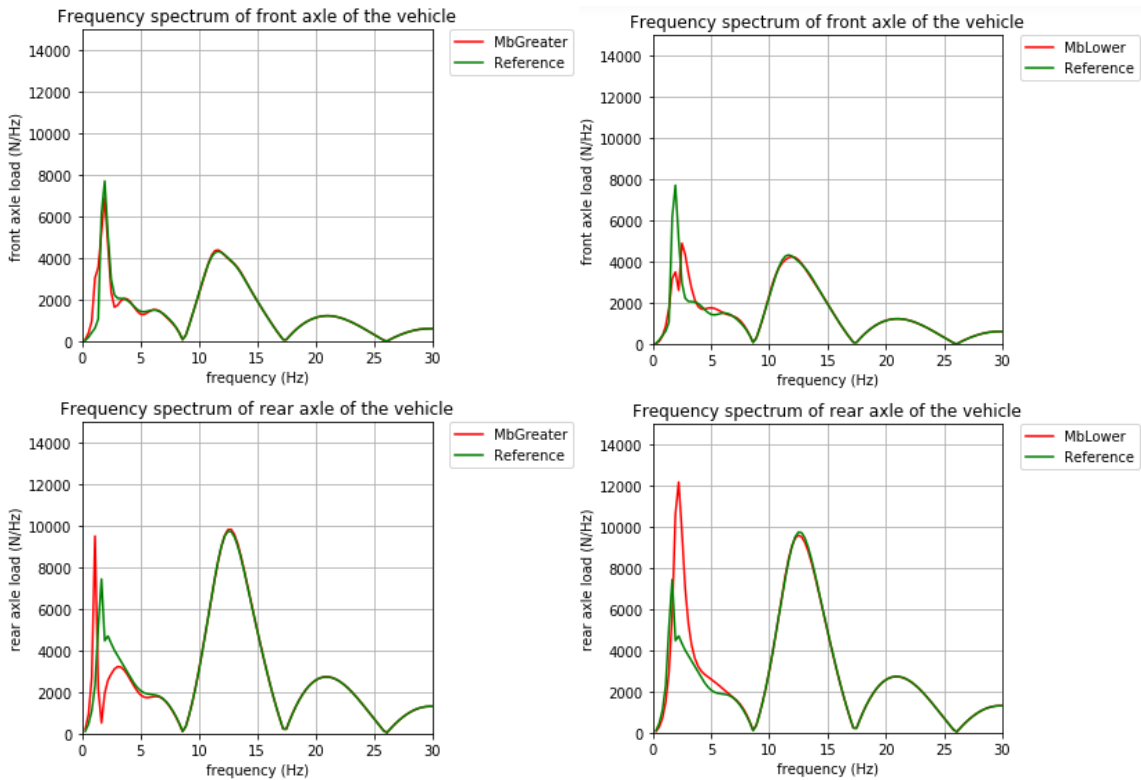 Frequency spectrum of front axle of the vehicle
MbGreater
Reference
14000
12000
10000
8000
6000
4000
2000
0
front axle load (N/Hz)
0 5 10 15 20 25 30
frequency (Hz)
Frequency spectrum of front axle of the vehicle
MbLower
Reference
14000
12000
10000
8000
6000
4000
2000
0
front axle load (N/Hz)
0 5 10 15 20 25 30
frequency (Hz)
Frequency spectrum of rear axle of the vehicle
MbGreater
Reference
14000
12000
10000
8000
6000
4000
2000
0
rear axle load (N/Hz)
0 5 10 15 20 25 30
frequency (Hz)
Frequency spectrum of rear axle of the vehicle
MbLower
Reference
14000
12000
10000
8000
6000
4000
2000
0
rear axle load (N/Hz)
0 5 10 15 20 25 30
frequency (Hz)